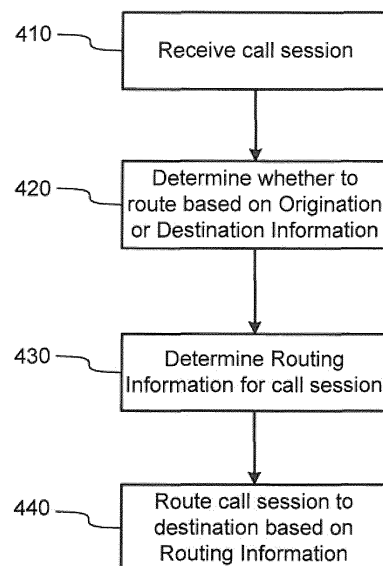 410
Receive call session
420
Determine whether to
route based on Origination
or Destination Information
430
Determine Routing
Information for call session
440
Route call session to
destination based on
Routing Information